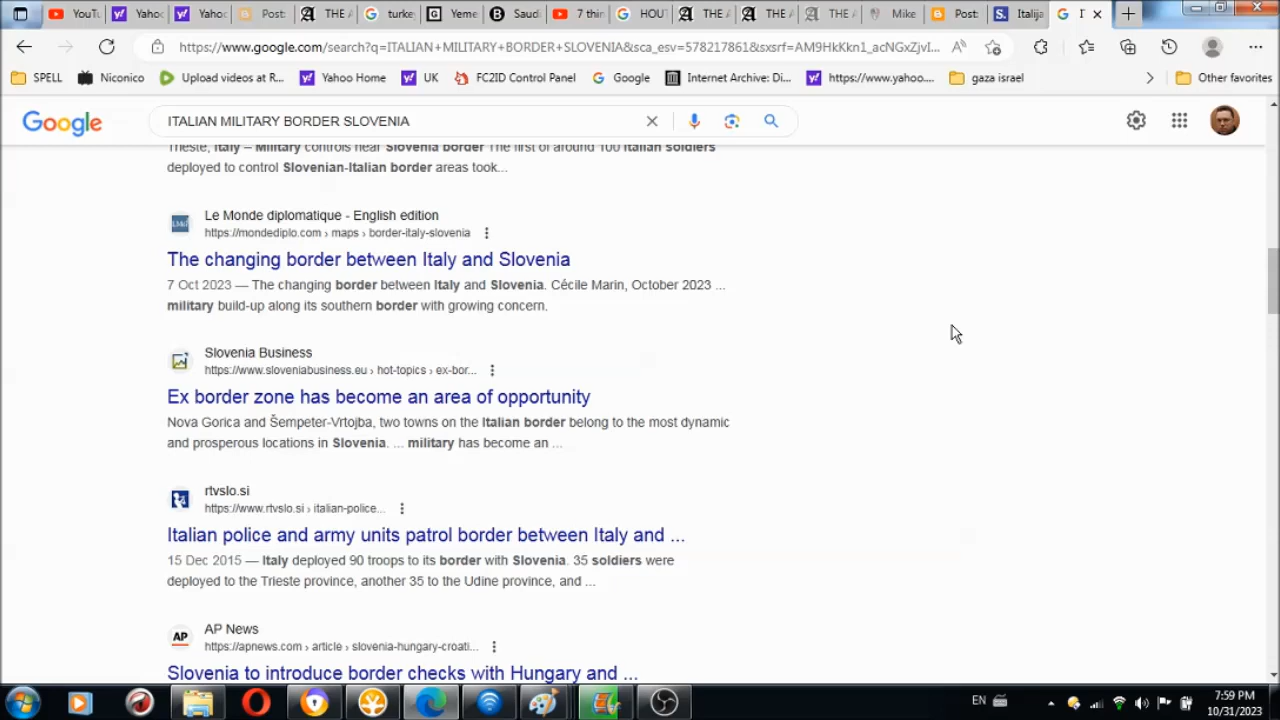 YouTu
Yahoc
Yahoc
Post:
THE A
turkey
Yeme
Saudi
7 thin
HOUT
THE A
THE A
THE A
Mike
Post:
Italija
https://www.google.com/search?q=ITALIAN+MILITARY+BORDER+SLOVENIA&sca_esv=578217861&sxsrf=AM9HkKkn1_acNGxZjvI...
SPELL
Niconico
Upload videos at R...
Yahoo Home
UK
FC2ID Control Panel
Google
Internet Archive: Di...
https://www.yahoo....
gaza israel
Other favorites
Google
ITALIAN MILITARY BORDER SLOVENIA
Trieste, Italy – Military controls near Slovenia border The first of around 100 Italian soldiers
deployed to control Slovenian-Italian border areas took...
Le Monde diplomatique - English edition
https://mondediplo.com › maps › border-italy-slovenia
The changing border between Italy and Slovenia
7 Oct 2023 — The changing border between Italy and Slovenia. Cécile Marin, October 2023 ...
military build-up along its southern border with growing concern.
Slovenia Business
https://www.sloveniabusiness.eu › hot-topics › ex-bor...
Ex border zone has become an area of opportunity
Nova Gorica and Šempeter-Vrtojba, two towns on the Italian border belong to the most dynamic
and prosperous locations in Slovenia. ... military has become an ...
rtvslo.si
https://www.rtvslo.si › italian-police...
Italian police and army units patrol border between Italy and ...
15 Dec 2015 — Italy deployed 90 troops to its border with Slovenia. 35 soldiers were
deployed to the Trieste province, another 35 to the Udine province, and ...
AP
AP News
https://apnews.com › article › slovenia-hungary-croati...
Slovenia to introduce border checks with Hungary and ...
EN
7:59 PM
10/31/2023